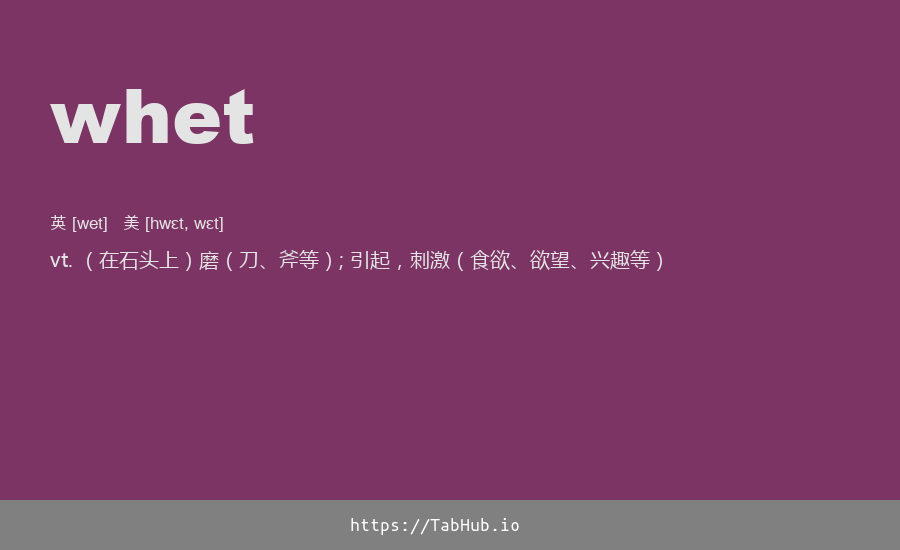 whet
英 [wet]   美 [hwɛt, wɛt]
vt.（在石头上）磨（刀、斧等）; 引起，刺激（食欲、欲望、兴趣等）
https://TabHub.io